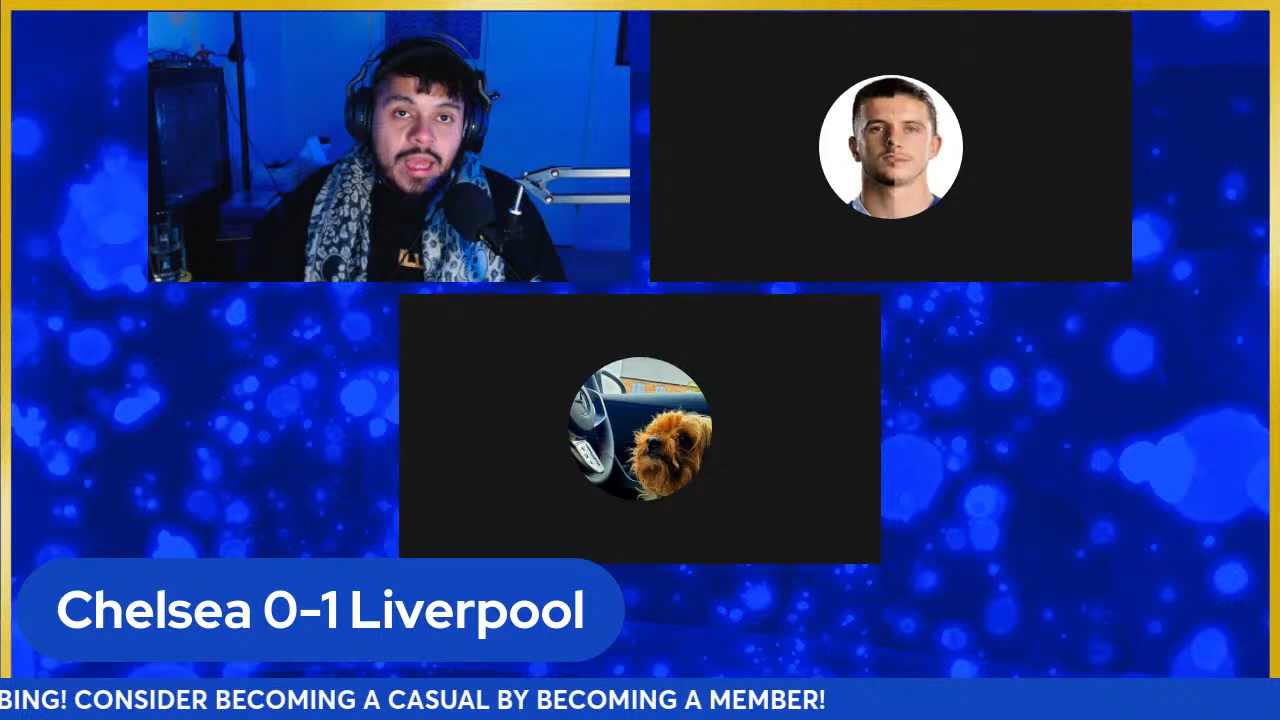 Chelsea 0-1 Liverpool
BING! CONSIDER BECOMING A CASUAL BY BECOMING A MEMBER!